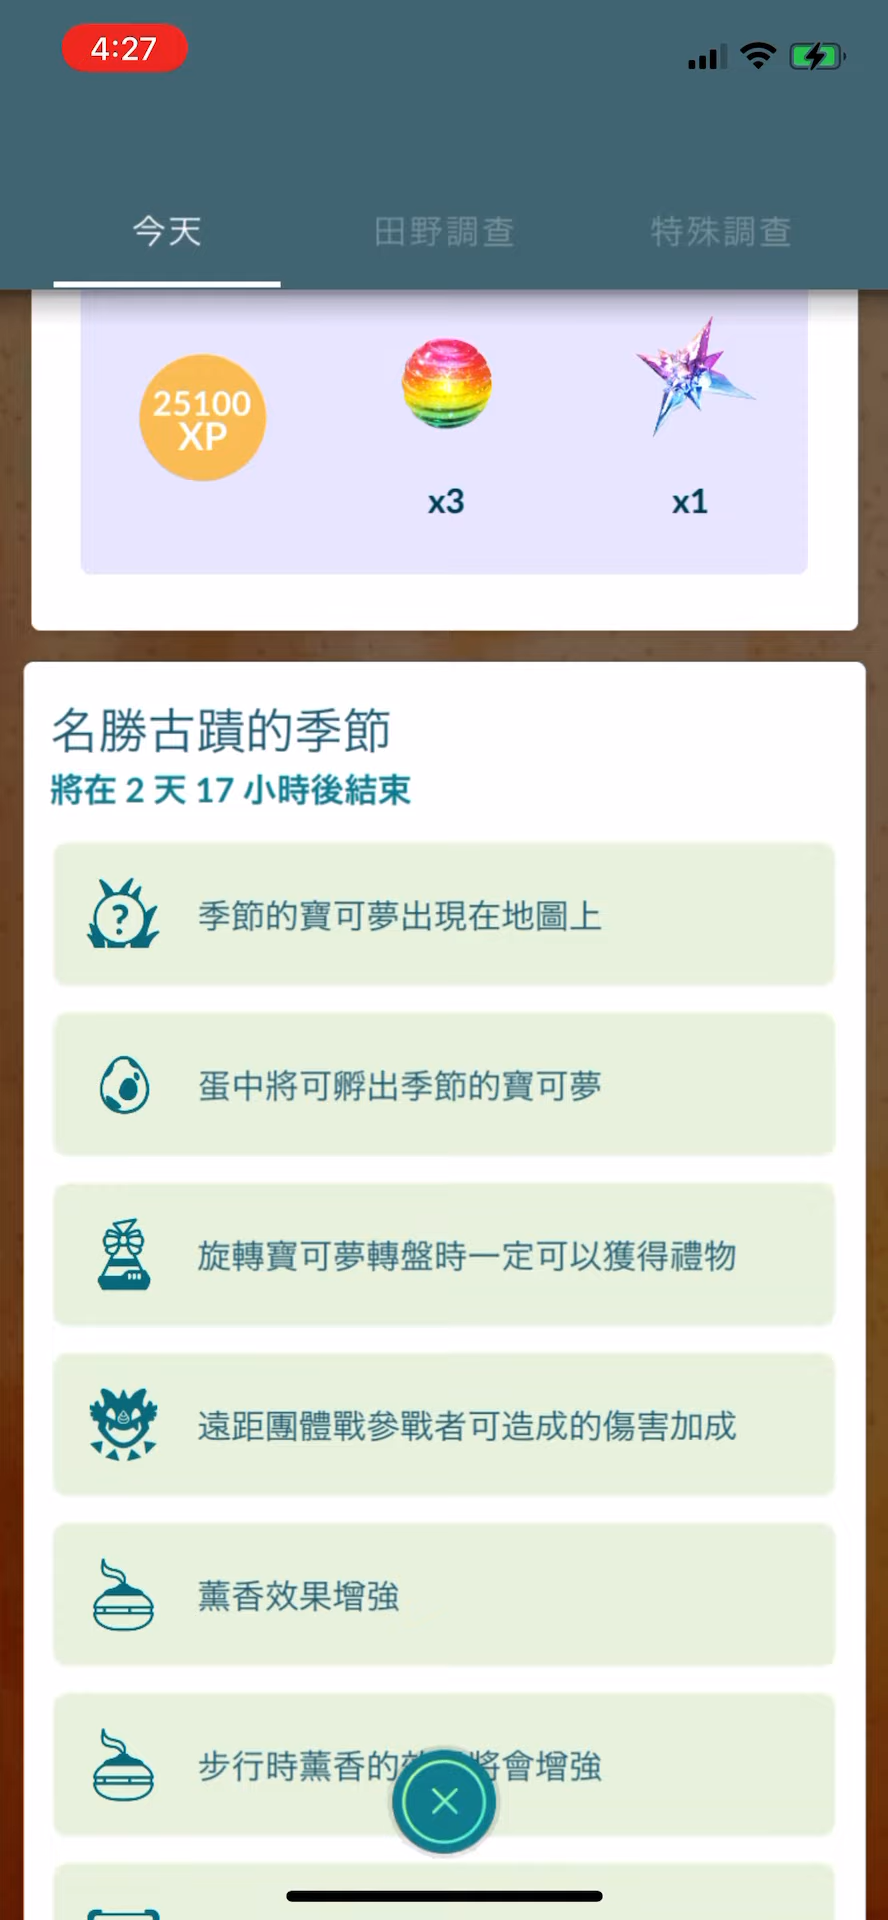 4:27
今天
田野調查
特殊調查
25100
XP
x3
x1
名勝古蹟的季節
將在 2 天 17 小時後結束
?
季節的寶可夢出現在地圖上
蛋中將可孵出季節的寶可夢
旋轉寶可夢轉盤時一定可以獲得禮物
遠距團體戰參戰者可造成的傷害加成
薰香效果增強
步行時薰香的 將會增強